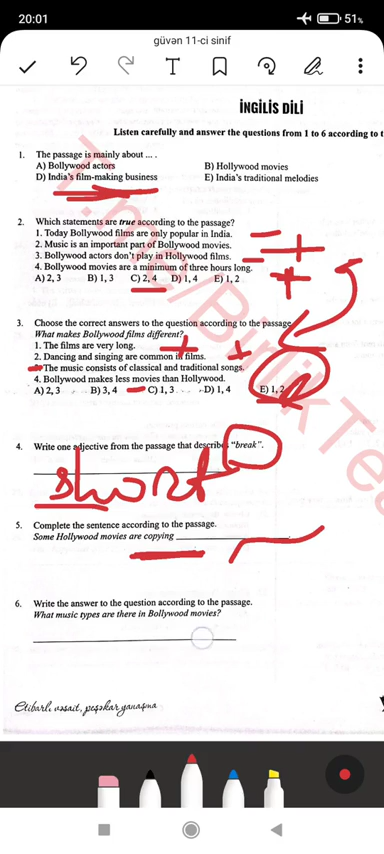 20:01
51%
güvən 11-ci sinif
İNGİLİS DİLİ
Listen carefully and answer the questions from 1 to 6 according to t
1. The passage is mainly about ... .
A) Bollywood actors B) Hollywood movies
D) India's film-making business E) India's traditional melodies
2. Which statements are true according to the passage?
1. Today Bollywood films are only popular in India.
2. Music is an important part of Bollywood movies.
3. Bollywood actors don't play in Hollywood films.
4. Bollywood movies are a minimum of three hours long.
A) 2, 3 B) 1, 3 C) 2, 4 D) 1, 4 E) 1, 2
3. Choose the correct answers to the question according to the passage
What makes Bollywood films different?
1. The films are very long.
2. Dancing and singing are common in films.
The music consists of classical and traditional songs.
4. Bollywood makes less movies than Hollywood.
A) 2, 3 B) 3, 4 C) 1, 3 D) 1, 4 E) 1, 2
4. Write one adjective from the passage that describes "break".
short
5. Complete the sentence according to the passage.
Some Hollywood movies are copying
6. Write the answer to the question according to the passage.
What music types are there in Bollywood movies?
Etibarlı vasait, peşəkar yanaşma